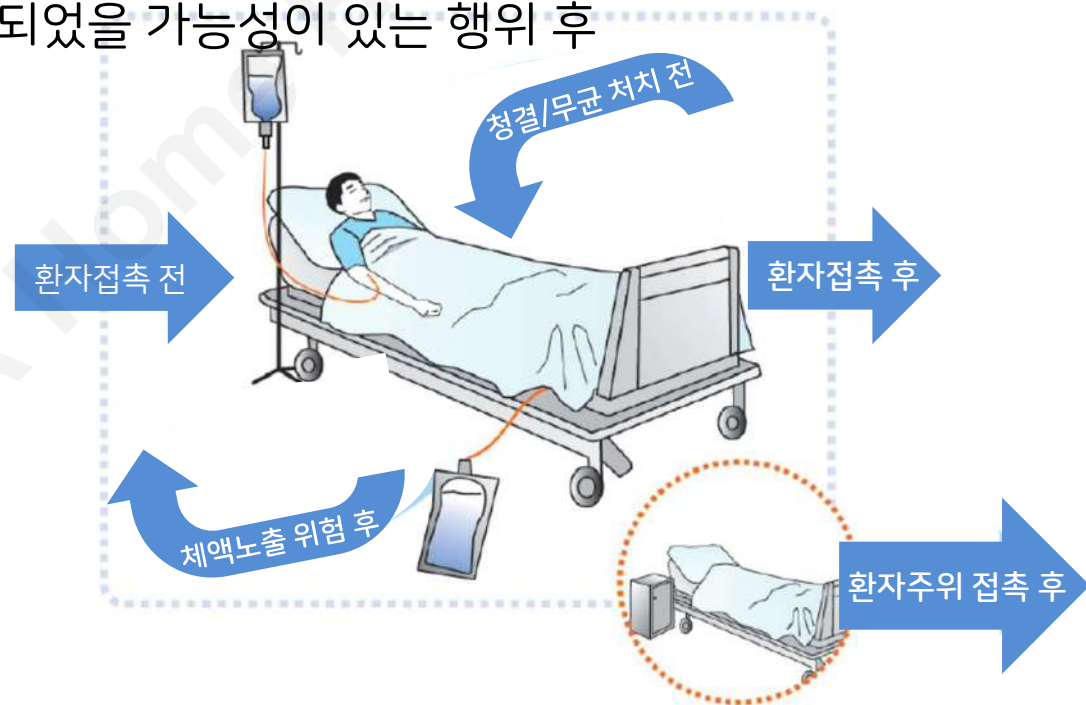 되었을 가능성이 있는 행위 후
청결/무균 처치 전
환자접촉 전
환자접촉 후
체액노출 위험 후
환자주위 접촉 후